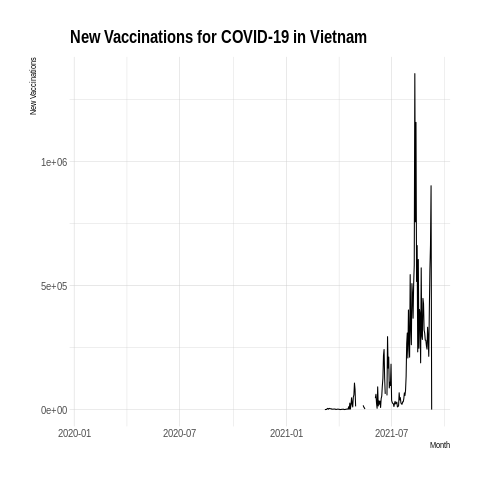 New Vaccinations for COVID-19 in Vietnam
New Vaccinations
1e+06
5e+05
0e+00
2020-01
2020-07
2021-01
2021-07
Month